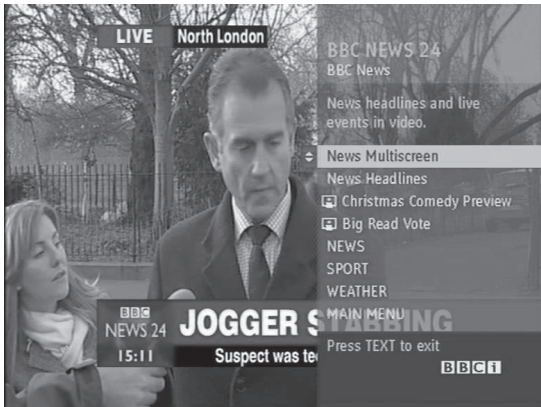 LIVE North London
BBC NEWS 24
BBC News
News headlines and live
events in video.
News Multiscreen
News Headlines
Christmas Comedy Preview
Big Read Vote
NEWS
SPORT
WEATHER
MAIN MENU
Press TEXT to exit
BBCi
BBC
NEWS 24
15:11
JOGGER STABBING
Suspect was